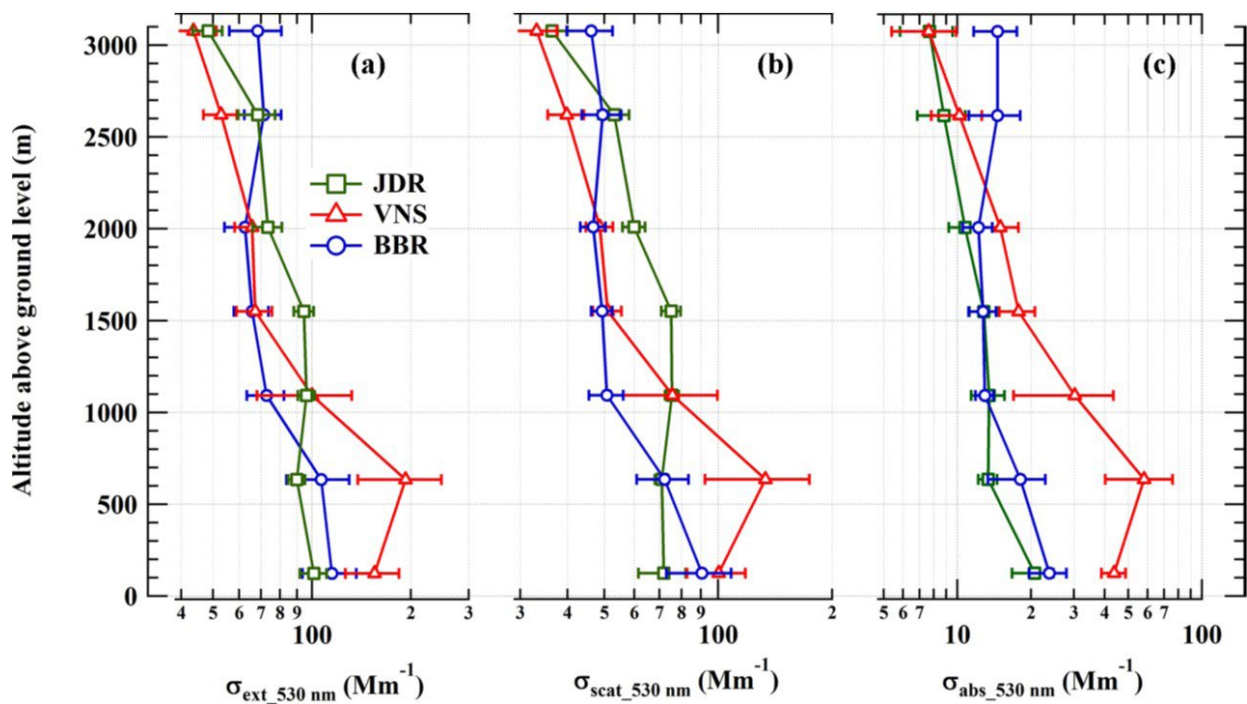 4 5 6 7 8 9 2 3
3 4 5 6 7 8 9 2
5 6 7 2 3 4 5 6 7
100
100
10 100
(a)
(b)
(c)
3000
2500
2000
1500
1000
500
0
Altitude above ground level (m)
JDR
VNS
BBR
σext_530 nm (Mm-1)
σscat_530 nm (Mm-1)
σabs_530 nm (Mm-1)